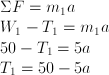 ΣF = m₁a
W₁ - T₁ = m₁a
50 - T₁ = 5a
T₁ = 50 - 5a